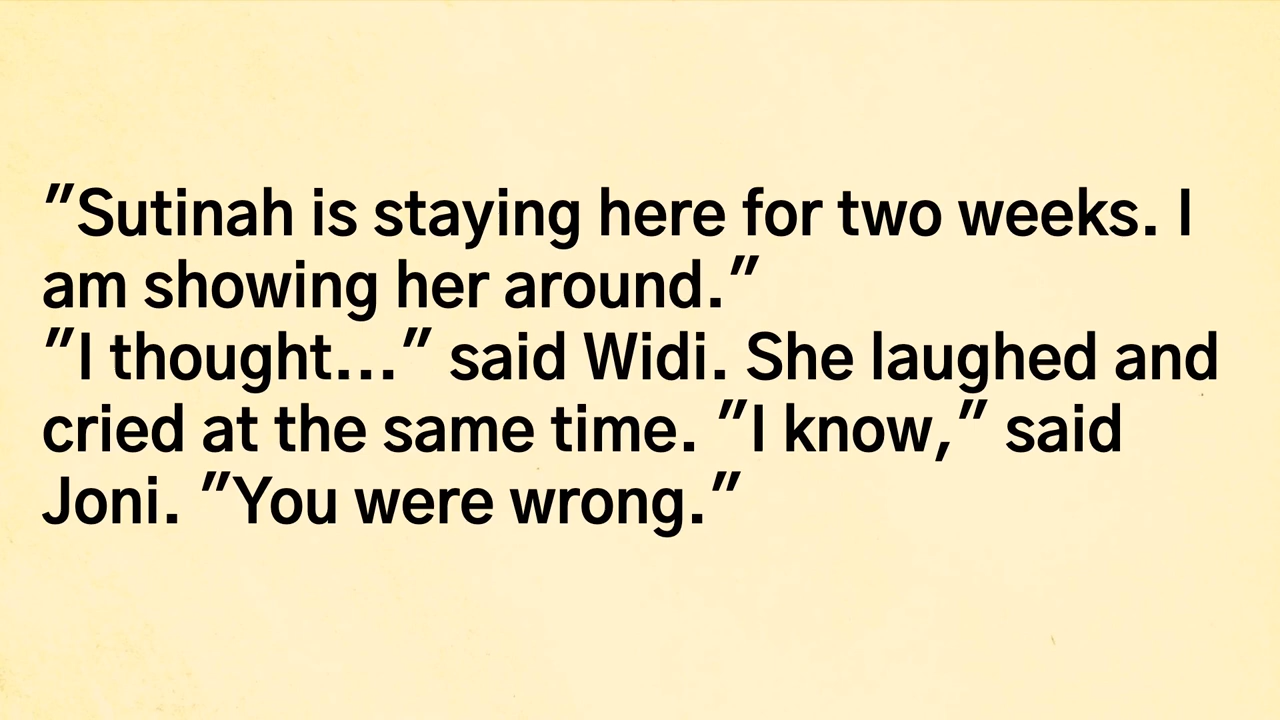 "Sutinah is staying here for two weeks. I
am showing her around."
"I thought..." said Widi. She laughed and
cried at the same time. "I know," said
Joni. "You were wrong."